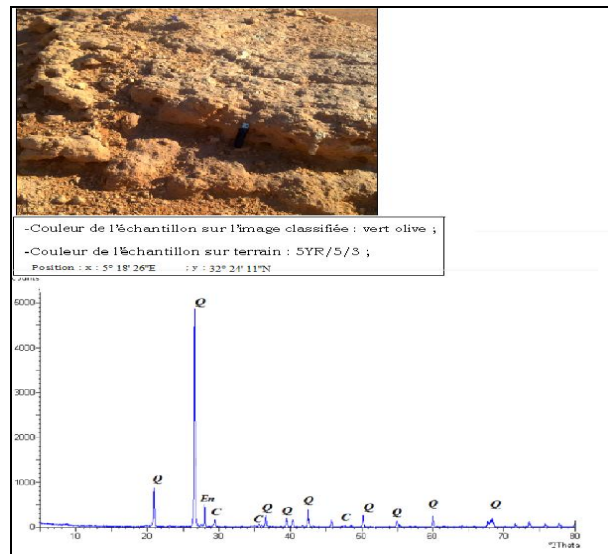 -Couleur de l'échantillon sur l'image classifiée : vert olive ;
-Couleur de l'échantillon sur terrain : 5YR/5/3 ;
Position : x : 5° 18' 26"E : y : 32° 24' 11"N
Counts
5000
4000
3000
2000
1000
0
Q
Q
En
C
C
Q
Q
Q
C
Q
Q
Q
Q
10 20 30 40 50 60 70 80
°2Theta